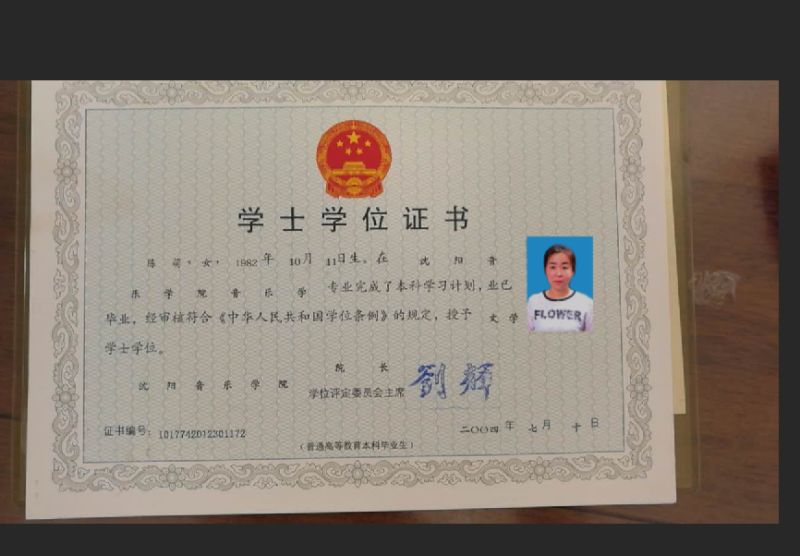 学士学位证书
陈萌，女，1982年 10月 11日生。在 沈阳音
乐学院音乐学 专业完成了本科学习计划，业已
毕业，经审核符合《中华人民共和国学位条例》的规定，授予 文学
学士学位。
FLOWER
院长
沈阳音乐学院 学位评定委员会主席 劉輝
证书编号：1017742012301172 二〇〇四年 七月 十日
（普通高等教育本科毕业生）